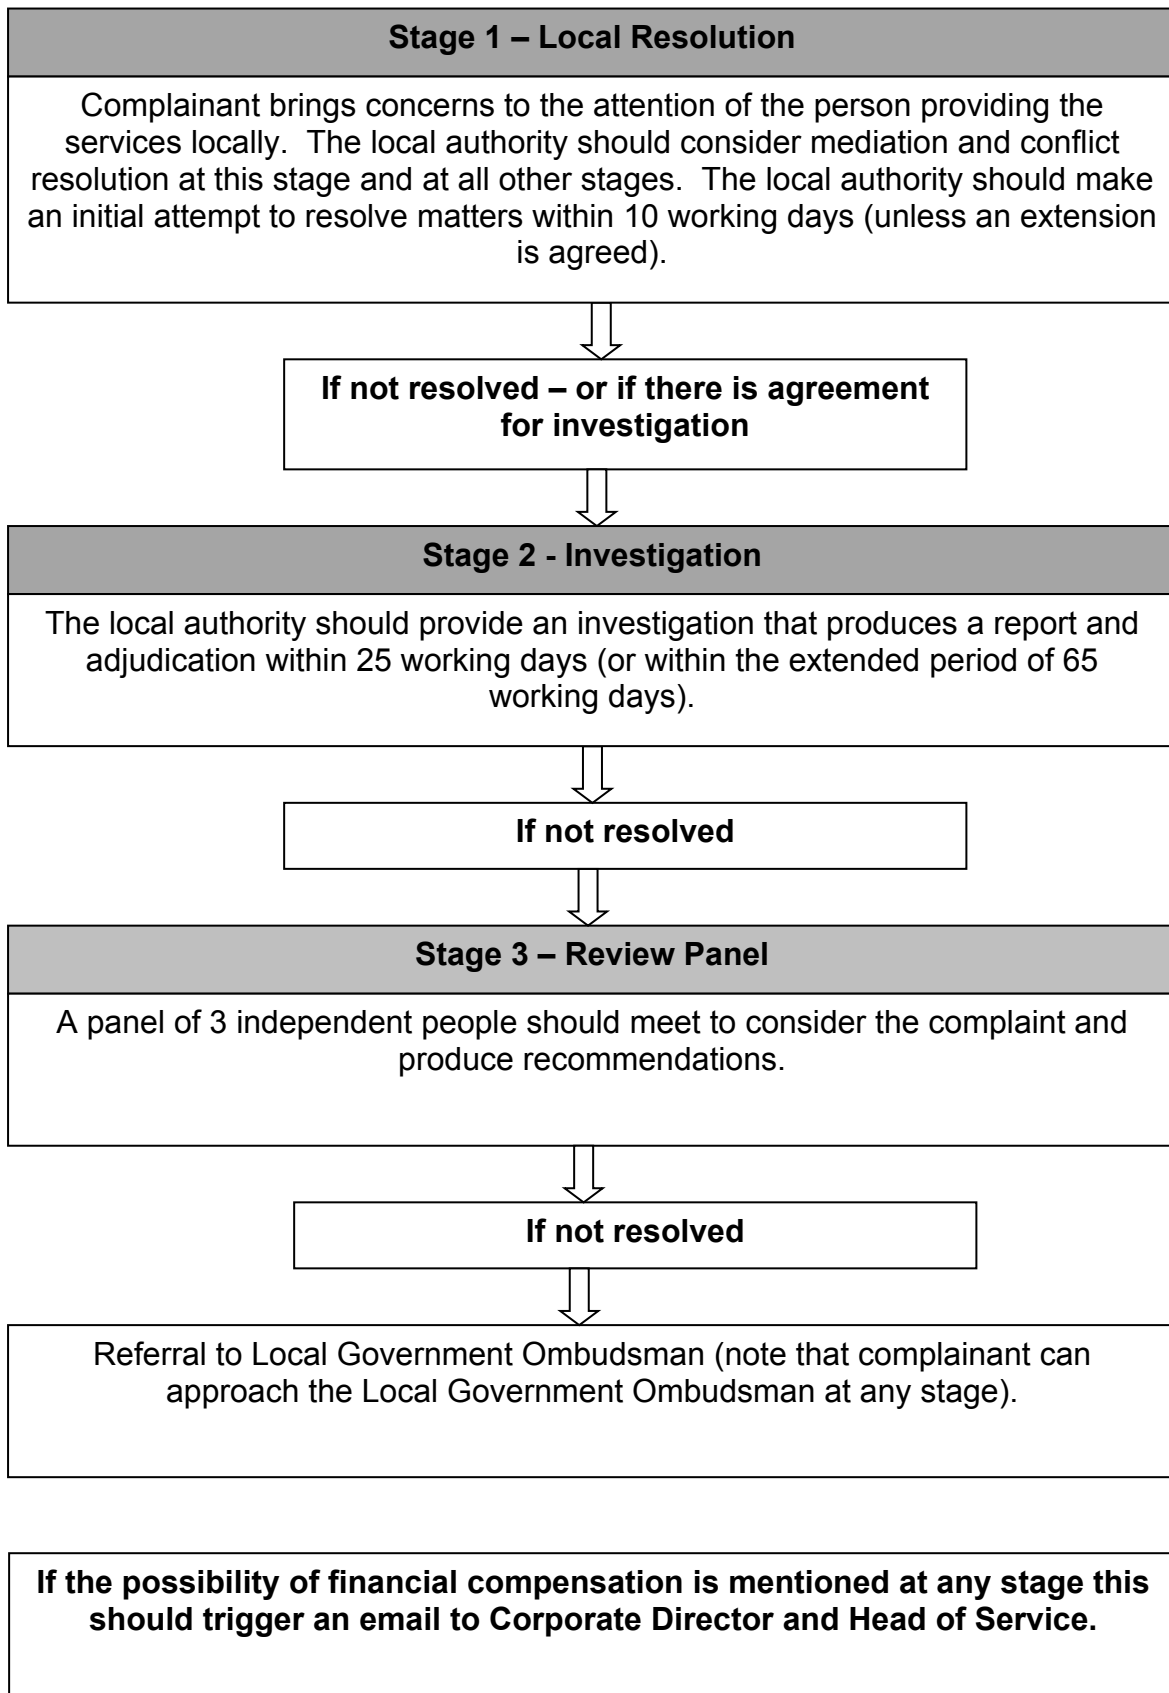 Stage 1 – Local Resolution
Complainant brings concerns to the attention of the person providing the
services locally.  The local authority should consider mediation and conflict
resolution at this stage and at all other stages.  The local authority should make
an initial attempt to resolve matters within 10 working days (unless an extension
is agreed).
If not resolved – or if there is agreement
for investigation
Stage 2 - Investigation
The local authority should provide an investigation that produces a report and
adjudication within 25 working days (or within the extended period of 65
working days).
If not resolved
Stage 3 – Review Panel
A panel of 3 independent people should meet to consider the complaint and
produce recommendations.
If not resolved
Referral to Local Government Ombudsman (note that complainant can
approach the Local Government Ombudsman at any stage).
If the possibility of financial compensation is mentioned at any stage this
should trigger an email to Corporate Director and Head of Service.